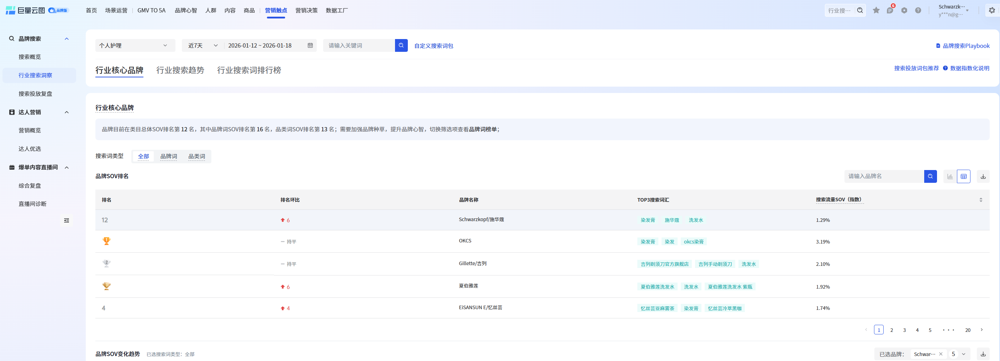 巨量云图 品牌版 首页 场景运营 GMV TO 5A 品牌心智 人群 内容 商品 营销触点 营销决策 数据工厂 行业搜··· 6 Schwarzk···
y***n@g···
品牌搜索
搜索概览
行业搜索洞察
搜索投放复盘
达人营销
营销概览
达人优选
爆单内容直播间
综合复盘
直播间诊断
个人护理 近7天 2026-01-12 ~ 2026-01-18 请输入关键词 自定义搜索词包 品牌搜索Playbook
行业核心品牌 行业搜索趋势 行业搜索词排行榜 搜索投放词包推荐 数据指数化说明
行业核心品牌
品牌目前在类目总体SOV排名第 12 名，其中品牌词SOV排名第 16 名，品类词SOV排名第 13 名；需要加强品牌种草，提升品牌心智，切换筛选项查看品牌词榜单；
搜索词类型 全部 品牌词 品类词
品牌SOV排名 请输入品牌名
排名 排名环比 品牌名称 TOP3搜索词汇 搜索流量SOV（指数）
12 6 Schwarzkopf/施华蔻 染发膏 施华蔻 洗发水 1.29%
1 持平 OKCS 染发膏 染发 okcs染膏 3.19%
2 持平 Gillette/吉列 吉列剃须刀官方旗舰店 吉列手动剃须刀 洗发水 2.10%
3 6 夏伯雅莲 夏伯雅莲洗发水 洗发水 夏伯雅莲洗发水 紫瓶 1.92%
4 4 EiSANSUN E/忆丝芸 忆丝芸亚麻雾茶 染发膏 忆丝芸冷萃黑咖 1.74%
1 2 3 4 5 ··· 20
品牌SOV变化趋势 已选搜索词类型：全部 已选品牌： Schwar··· 5